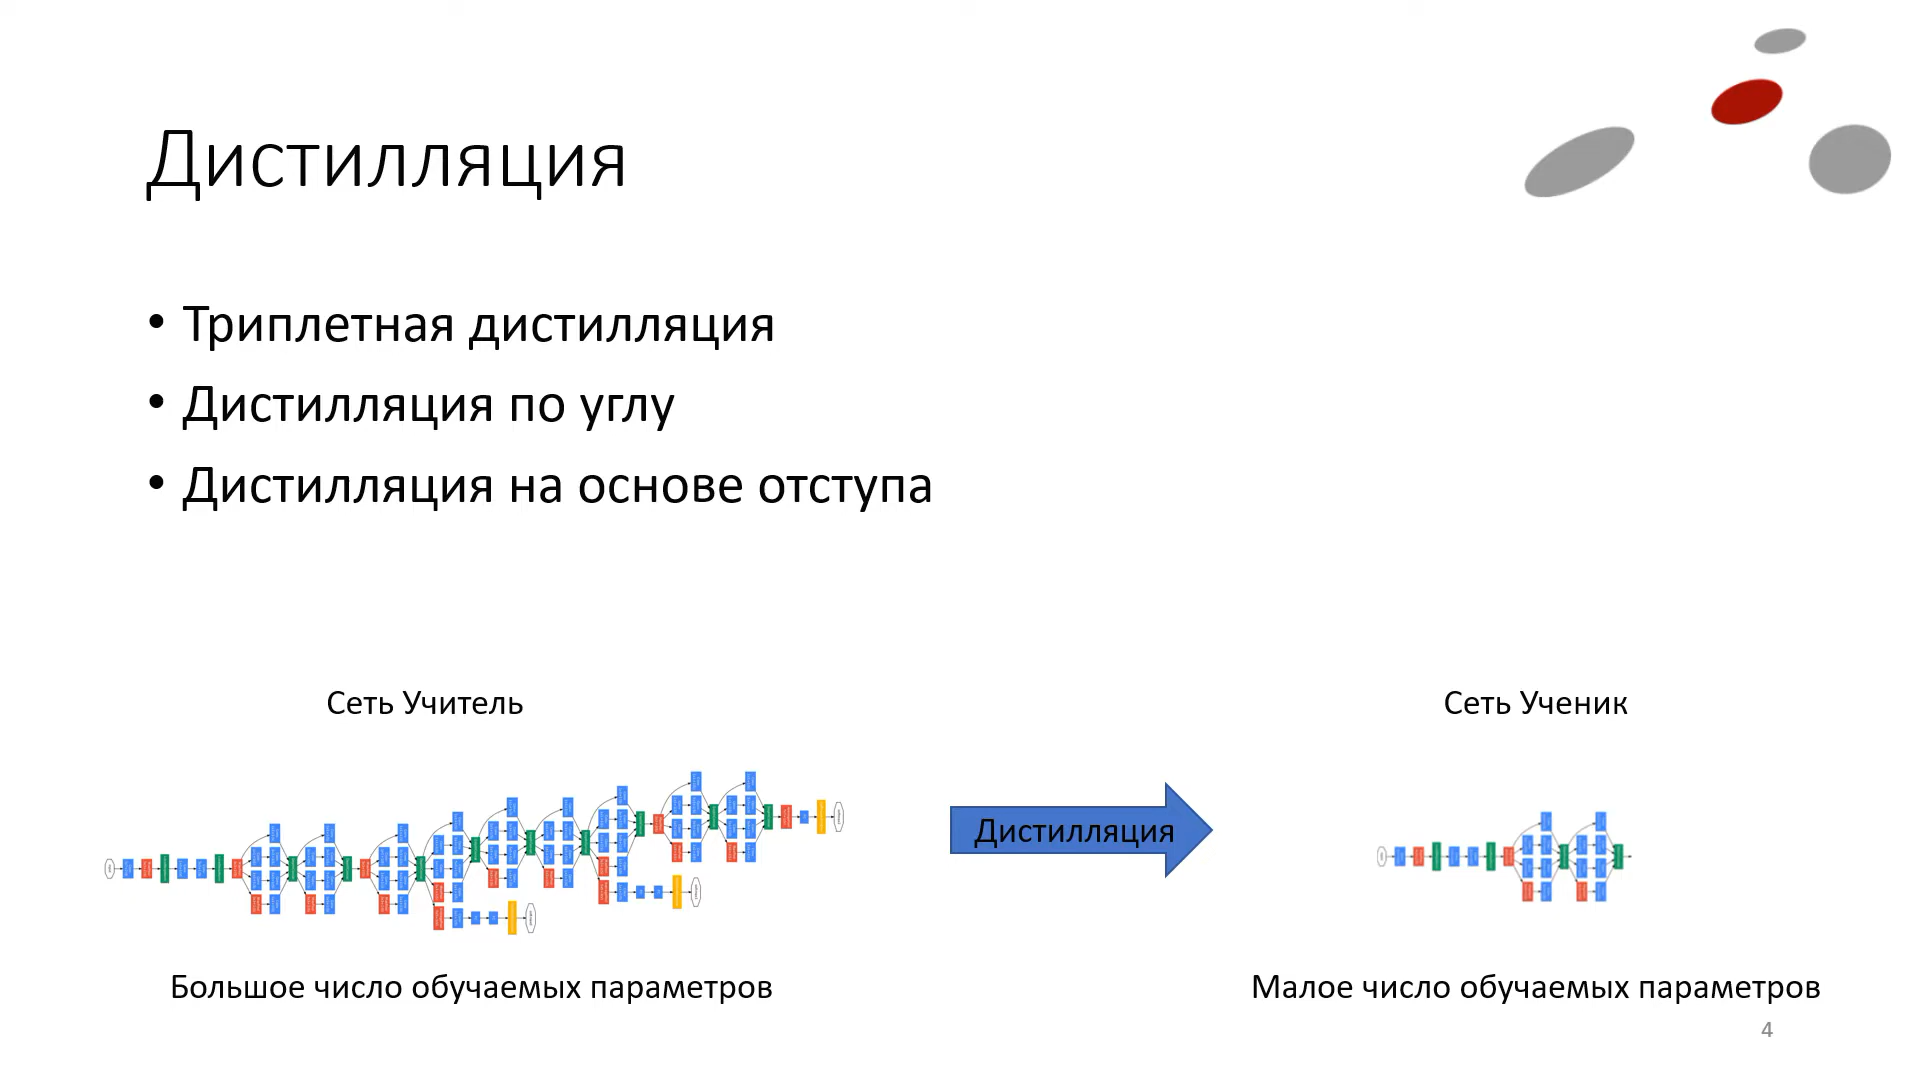 Дистилляция
• Триплетная дистилляция
• Дистилляция по углу
• Дистилляция на основе отступа
Сеть Учитель
Сеть Ученик
Дистилляция
Большое число обучаемых параметров
Малое число обучаемых параметров
4